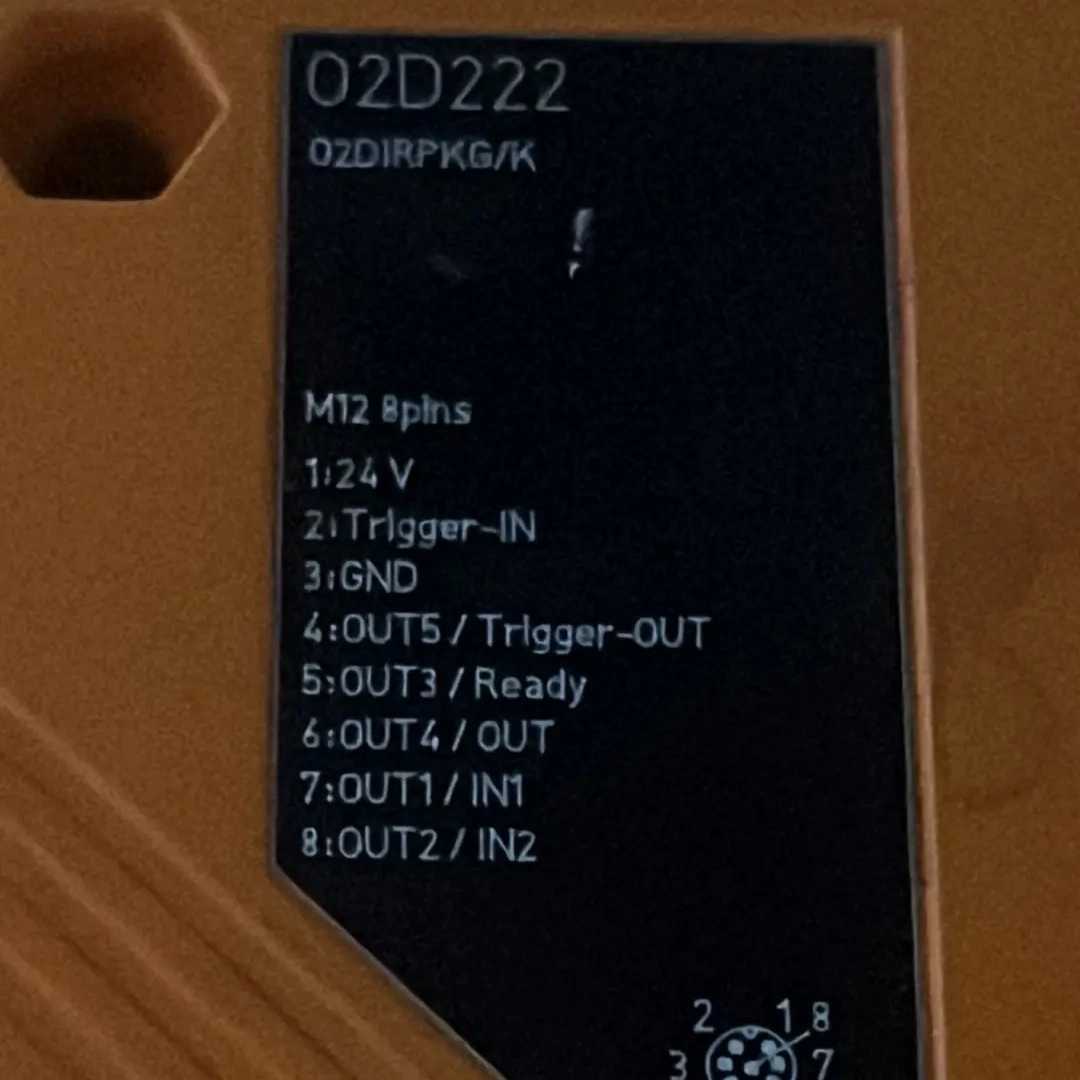 O2D222
O2DIRPKG/K
M12 8pins
1:24 V
2:Trigger-IN
3:GND
4:OUT5 / Trigger-OUT
5:OUT3 / Ready
6:OUT4 / OUT
7:OUT1 / IN1
8:OUT2 / IN2
2 1 8
3 7